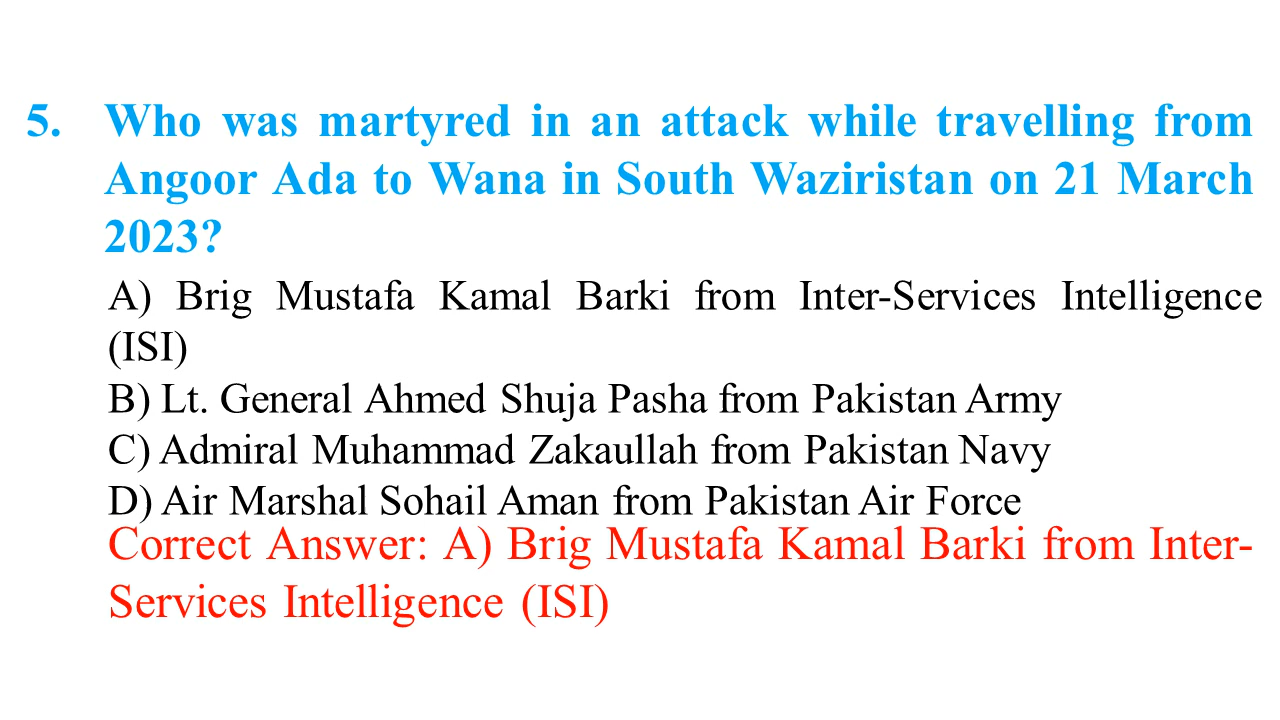 5. Who was martyred in an attack while travelling from
Angoor Ada to Wana in South Waziristan on 21 March
2023?
A) Brig Mustafa Kamal Barki from Inter-Services Intelligence
(ISI)
B) Lt. General Ahmed Shuja Pasha from Pakistan Army
C) Admiral Muhammad Zakaullah from Pakistan Navy
D) Air Marshal Sohail Aman from Pakistan Air Force
Correct Answer: A) Brig Mustafa Kamal Barki from Inter-
Services Intelligence (ISI)